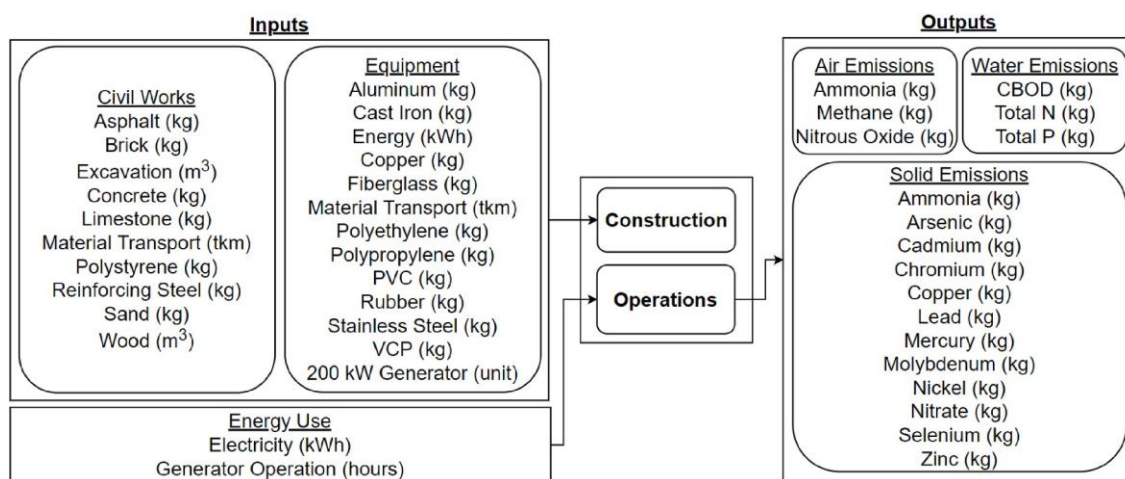 Inputs
Civil Works
Asphalt (kg)
Brick (kg)
Excavation (m³)
Concrete (kg)
Limestone (kg)
Material Transport (tkm)
Polystyrene (kg)
Reinforcing Steel (kg)
Sand (kg)
Wood (m³)
Equipment
Aluminum (kg)
Cast Iron (kg)
Energy (kWh)
Copper (kg)
Fiberglass (kg)
Material Transport (tkm)
Polyethylene (kg)
Polypropylene (kg)
PVC (kg)
Rubber (kg)
Stainless Steel (kg)
VCP (kg)
200 kW Generator (unit)
Energy Use
Electricity (kWh)
Generator Operation (hours)
Construction
Operations
Outputs
Air Emissions
Ammonia (kg)
Methane (kg)
Nitrous Oxide (kg)
Water Emissions
CBOD (kg)
Total N (kg)
Total P (kg)
Solid Emissions
Ammonia (kg)
Arsenic (kg)
Cadmium (kg)
Chromium (kg)
Copper (kg)
Lead (kg)
Mercury (kg)
Molybdenum (kg)
Nickel (kg)
Nitrate (kg)
Selenium (kg)
Zinc (kg)